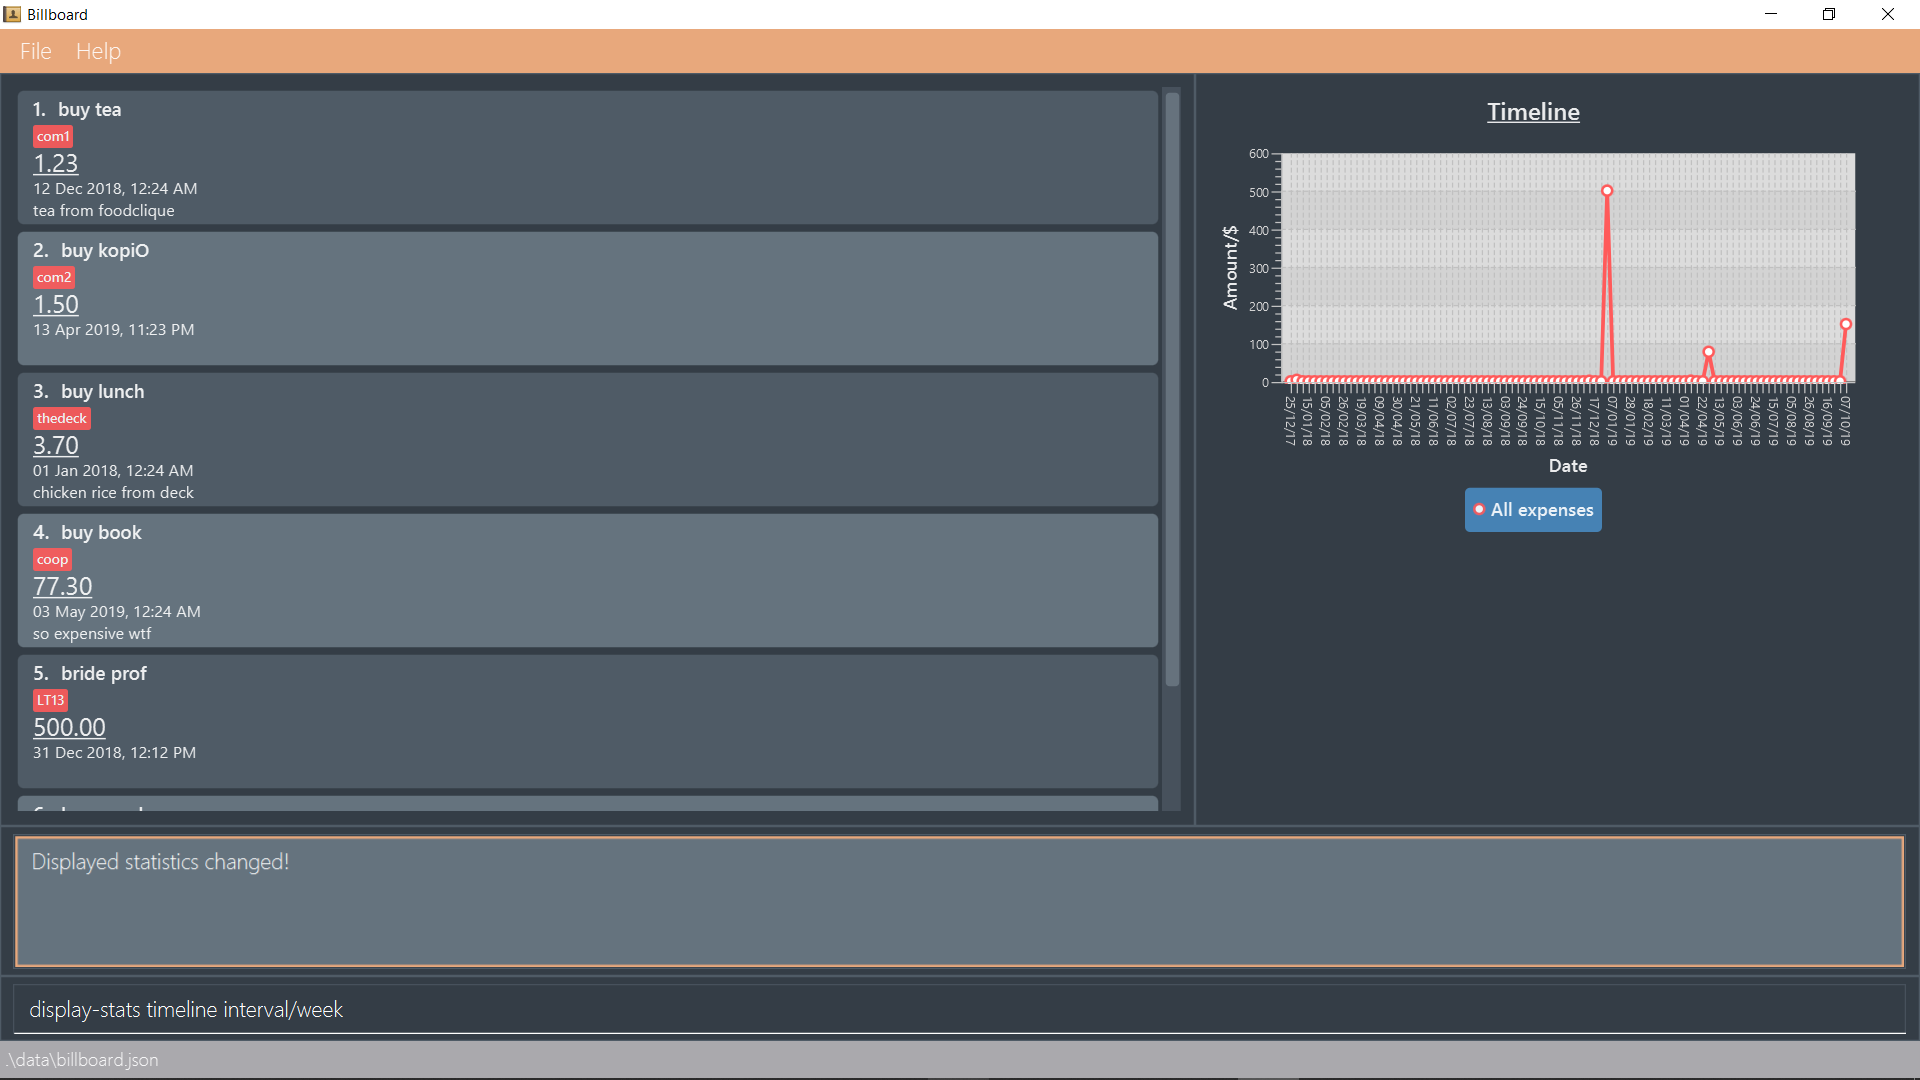 Billboard
File Help
1. buy tea
com1
1.23
12 Dec 2018, 12:24 AM
tea from foodclique
2. buy kopiO
com2
1.50
13 Apr 2019, 11:23 PM
3. buy lunch
thedeck
3.70
01 Jan 2018, 12:24 AM
chicken rice from deck
4. buy book
coop
77.30
03 May 2019, 12:24 AM
so expensive wtf
5. bride prof
LT13
500.00
31 Dec 2018, 12:12 PM
Timeline
Amount/$
600
500
400
300
200
100
0
25/12/17
15/01/18
05/02/18
26/02/18
19/03/18
09/04/18
30/04/18
21/05/18
11/06/18
02/07/18
23/07/18
13/08/18
03/09/18
24/09/18
15/10/18
05/11/18
26/11/18
17/12/18
07/01/19
28/01/19
18/02/19
11/03/19
01/04/19
22/04/19
13/05/19
03/06/19
24/06/19
15/07/19
05/08/19
26/08/19
16/09/19
07/10/19
Date
All expenses
Displayed statistics changed!
display-stats timeline interval/week
.\data\billboard.json